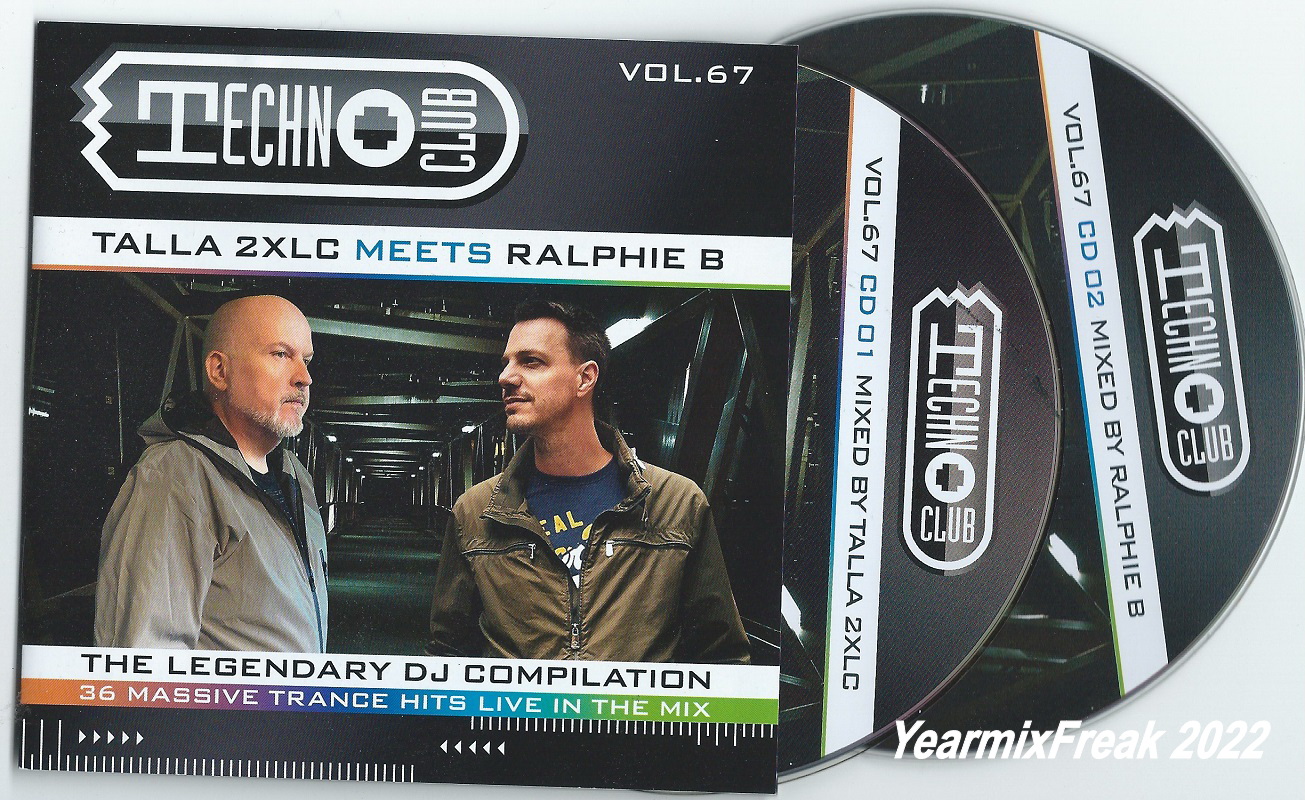 VOL.67
TECHNO CLUB
TALLA 2XLC MEETS RALPHIE B
THE LEGENDARY DJ COMPILATION
36 MASSIVE TRANCE HITS LIVE IN THE MIX
VOL.67 CD 01 MIXED BY TALLA 2XLC
TECHNO CLUB
VOL.67 CD 02 MIXED BY RALPHIE B
TECHNO CLUB
YearmixFreak 2022